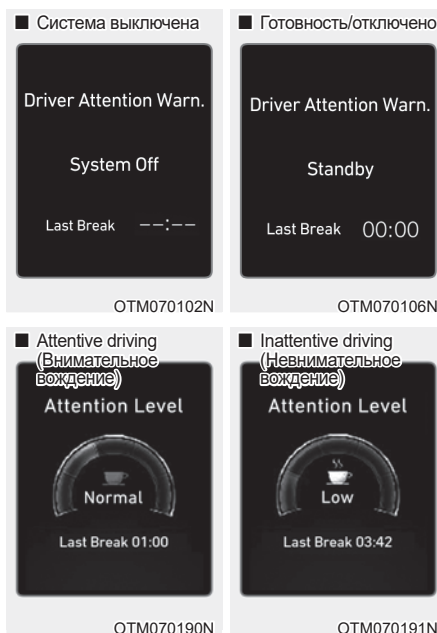 ■ Система выключена
Driver Attention Warn.
System Off
Last Break --:--
OTM070102N
■ Готовность/отключено
Driver Attention Warn.
Standby
Last Break 00:00
OTM070106N
■ Attentive driving
(Внимательное
вождение)
Attention Level
Normal
Last Break 01:00
OTM070190N
■ Inattentive driving
(Невнимательное
вождение)
Attention Level
Low
Last Break 03:42
OTM070191N